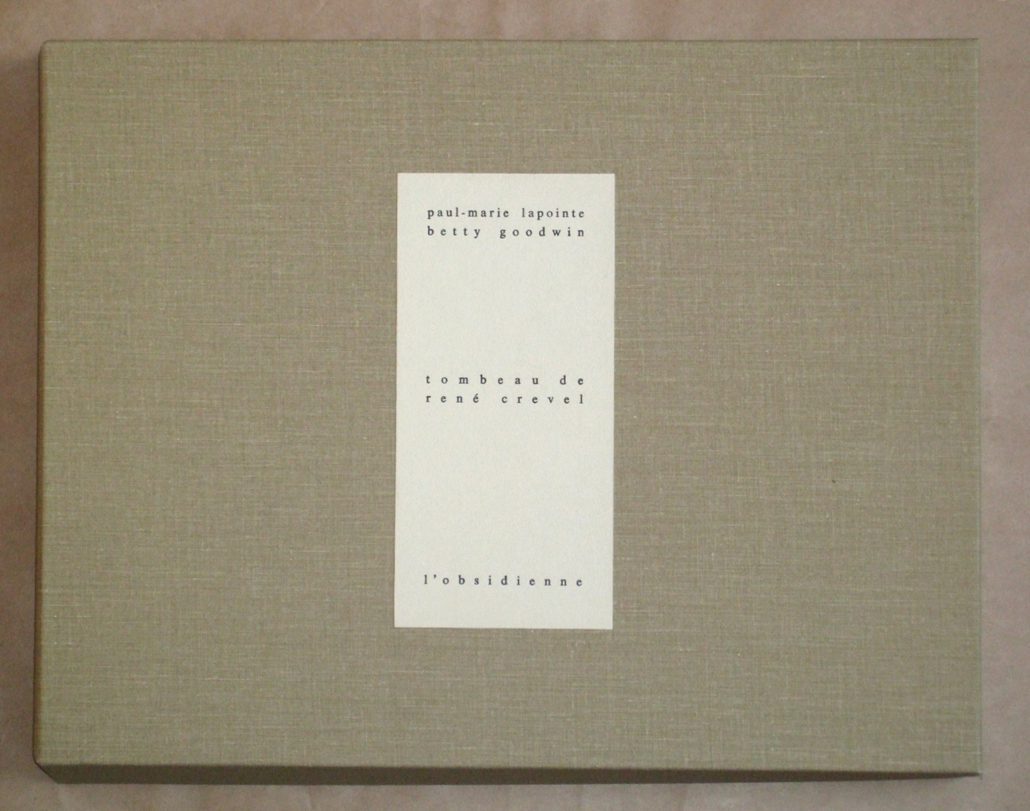 paul-marie lapointe
betty goodwin
tombeau de
rené crevel
l'obsidienne